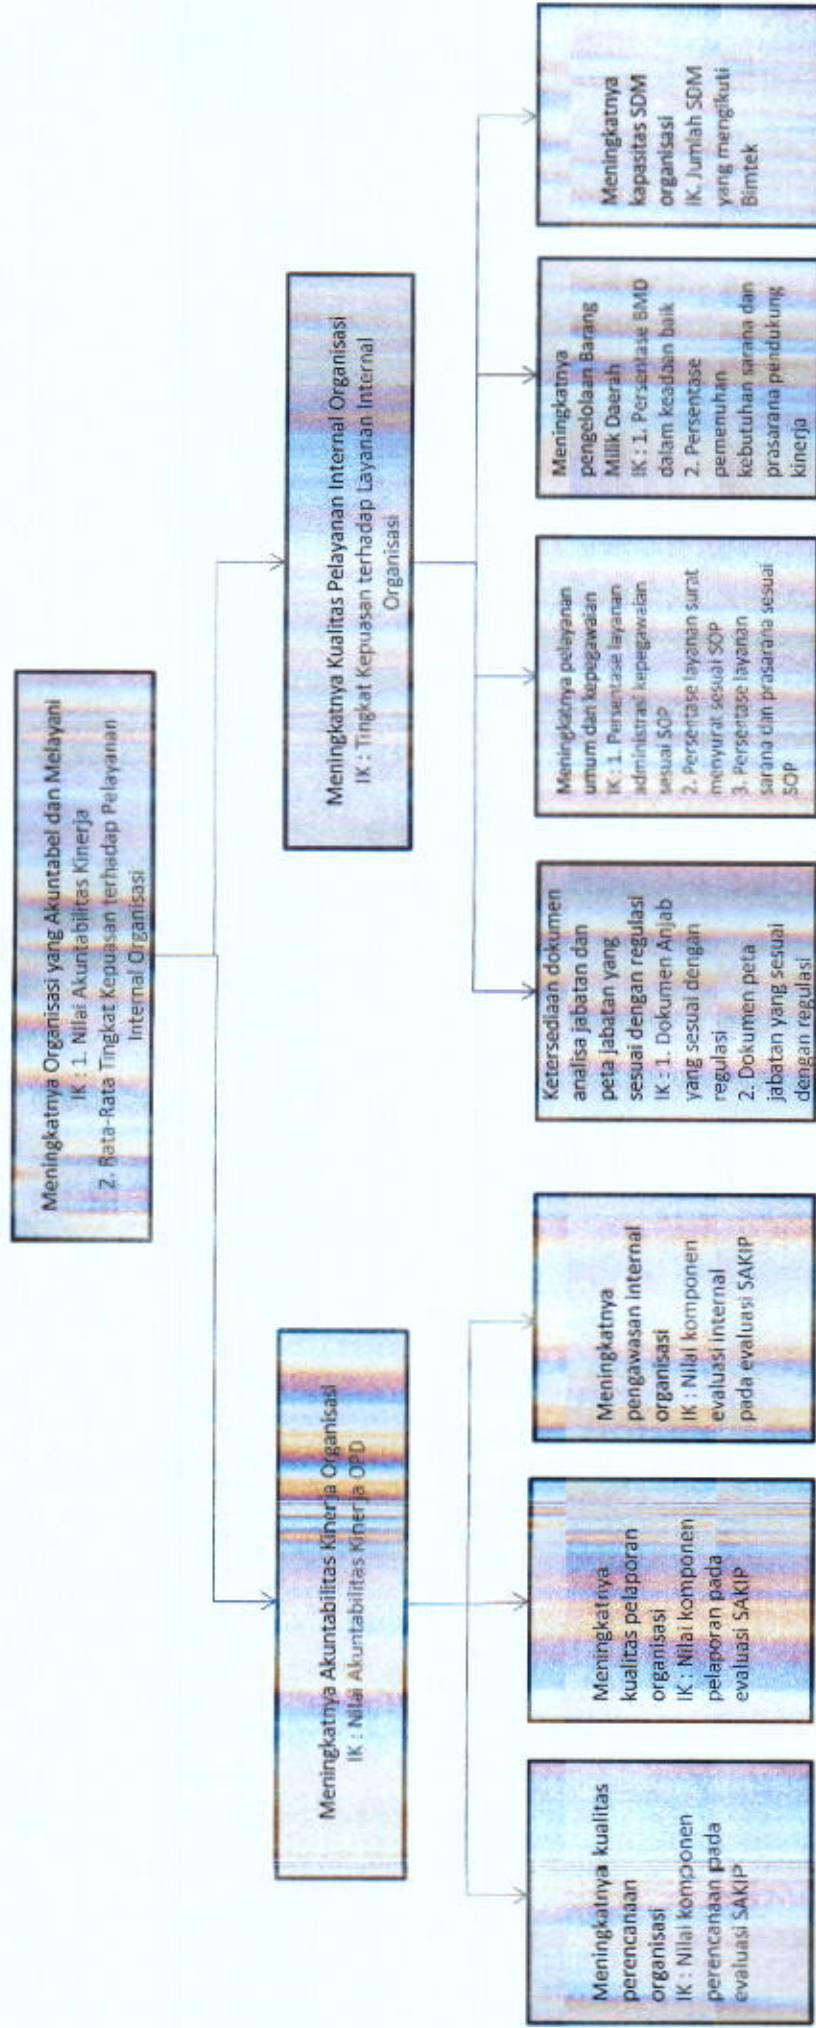 Meningkatnya Organisasi yang Akuntabel dan Melayani
IK : 1. Nilai Akuntabilitas Kinerja
2. Rata-Rata Tingkat Kepuasan terhadap Pelayanan
Internal Organisasi
Meningkatnya Akuntabilitas Kinerja Organisasi
IK : Nilai Akuntabilitas Kinerja OPD
Meningkatnya Kualitas Pelayanan Internal Organisasi
IK : Tingkat Kepuasan terhadap Layanan Internal
Organisasi
Meningkatnya kualitas
perencanaan
organisasi
IK : Nilai komponen
perencanaan pada
evaluasi SAKIP
Meningkatnya
kualitas pelaporan
organisasi
IK : Nilai komponen
pelaporan pada
evaluasi SAKIP
Meningkatnya
pengawasan internal
organisasi
IK : Nilai komponen
evaluasi internal
pada evaluasi SAKIP
Ketersediaan dokumen
analisa jabatan dan
peta jabatan yang
sesuai dengan regulasi
IK : 1. Dokumen Anjab
yang sesuai dengan
regulasi
2. Dokumen peta
jabatan yang sesuai
dengan regulasi
Meningkatnya pelayanan
umum dan kepegawaian
IK : 1. Persentase layanan
administrasi kepegawaian
sesuai SOP
2. Persentase layanan surat
menyurat sesuai SOP
3. Persentase layanan
sarana dan prasarana sesuai
SOP
Meningkatnya
pengelolaan Barang
Milik Daerah
IK : 1. Persentase BMD
dalam keadaan baik
2. Persentase
pemenuhan
kebutuhan sarana dan
prasarana pendukung
kinerja
Meningkatnya
kapasitas SDM
organisasi
IK. Jumlah SDM
yang mengikuti
Bimtek